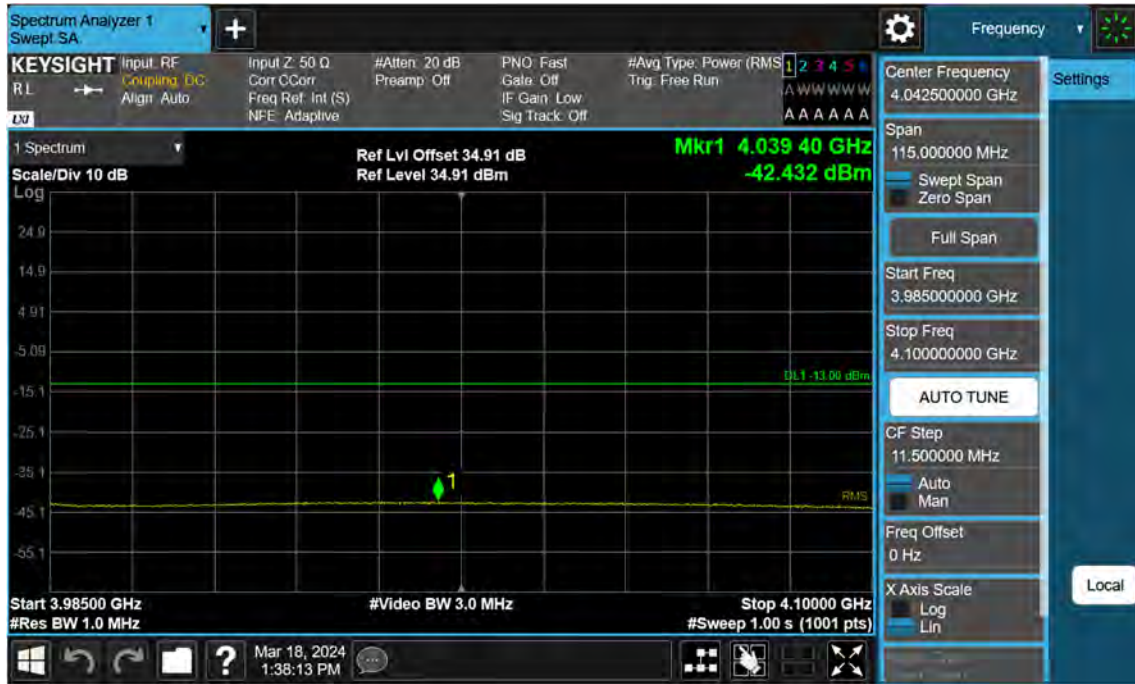 Spectrum Analyzer 1
Swept SA
Frequency
KEYSIGHT
RL
LXI
Input: RF
Coupling: DC
Align: Auto
Input Z: 50 Ω
Corr CCorr
Freq Ref: Int (S)
NFE: Adaptive
#Atten: 20 dB
Preamp: Off
PNO: Fast
Gate: Off
IF Gain: Low
Sig Track: Off
#Avg Type: Power (RMS
Trig: Free Run
1 2 3 4 5 6
A W W W W W
A A A A A A
1 Spectrum
Scale/Div 10 dB
Ref Lvl Offset 34.91 dB
Ref Level 34.91 dBm
Mkr1 4.039 40 GHz
-42.432 dBm
Log
24.9
14.9
4.91
-5.09
DL1 -13.00 dBm
-15.1
-25.1
-35.1
1
RMS
-45.1
-55.1
Start 3.98500 GHz
#Res BW 1.0 MHz
#Video BW 3.0 MHz
Stop 4.10000 GHz
#Sweep 1.00 s (1001 pts)
?
Mar 18, 2024
1:38:13 PM
Center Frequency
4.042500000 GHz
Settings
Span
115.000000 MHz
Swept Span
Zero Span
Full Span
Start Freq
3.985000000 GHz
Stop Freq
4.100000000 GHz
AUTO TUNE
CF Step
11.500000 MHz
Auto
Man
Freq Offset
0 Hz
X Axis Scale
Log
Lin
Local